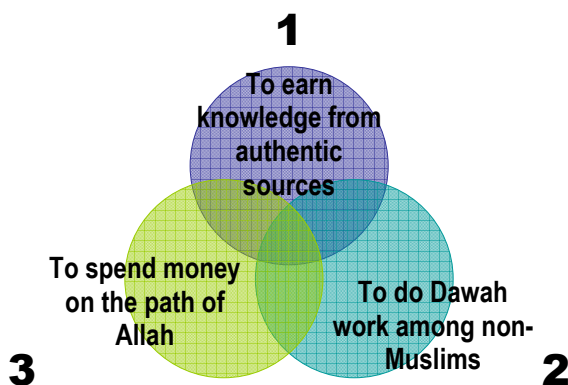 1
To earn
knowledge from
authentic
sources
To spend money
on the path of
Allah
3
To do Dawah
work among non-
Muslims
2